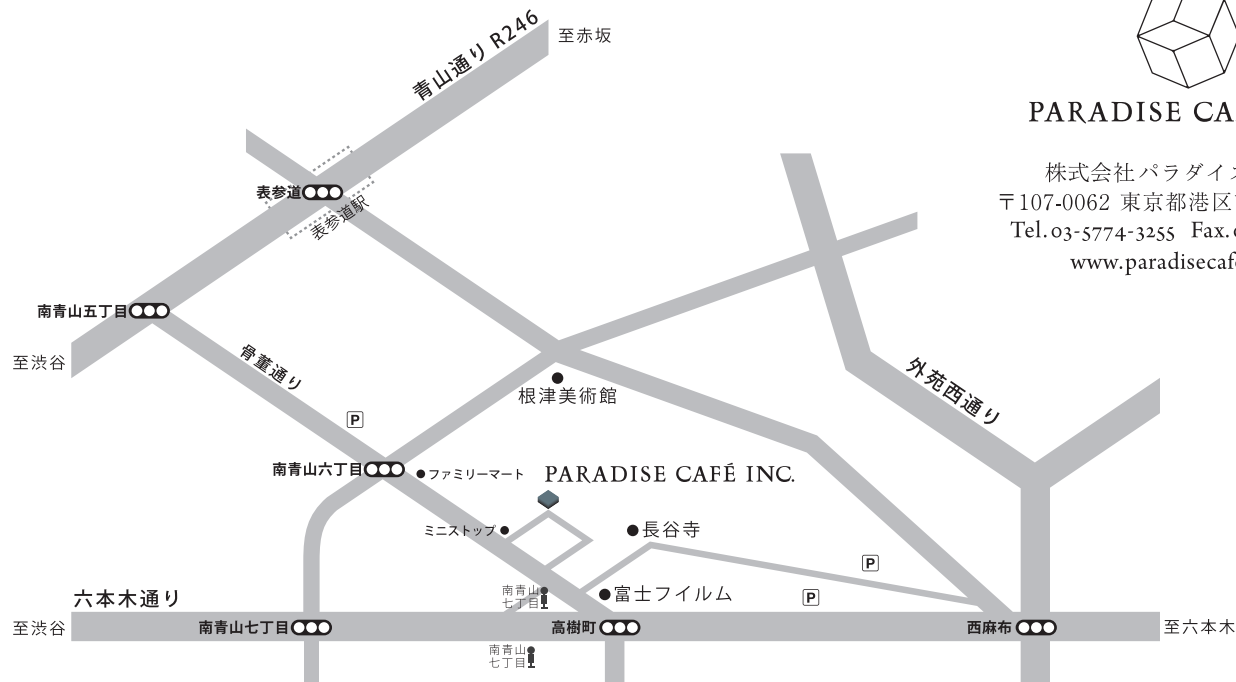 青山通り R246
至赤坂
PARADISE CA
株式会社パラダイ
〒107-0062 東京都港区
Tel.03-5774-3255 Fax.
www.paradisecaf
表参道
表参道駅
南青山五丁目
至渋谷
骨董通り
P
根津美術館
外苑西通り
南青山六丁目
ファミリーマート
PARADISE CAFÉ INC.
ミニストップ
長谷寺
P
南青山
七丁目
富士フイルム
P
六本木通り
至渋谷
南青山七丁目
高樹町
西麻布
至六本木
南青山
七丁目